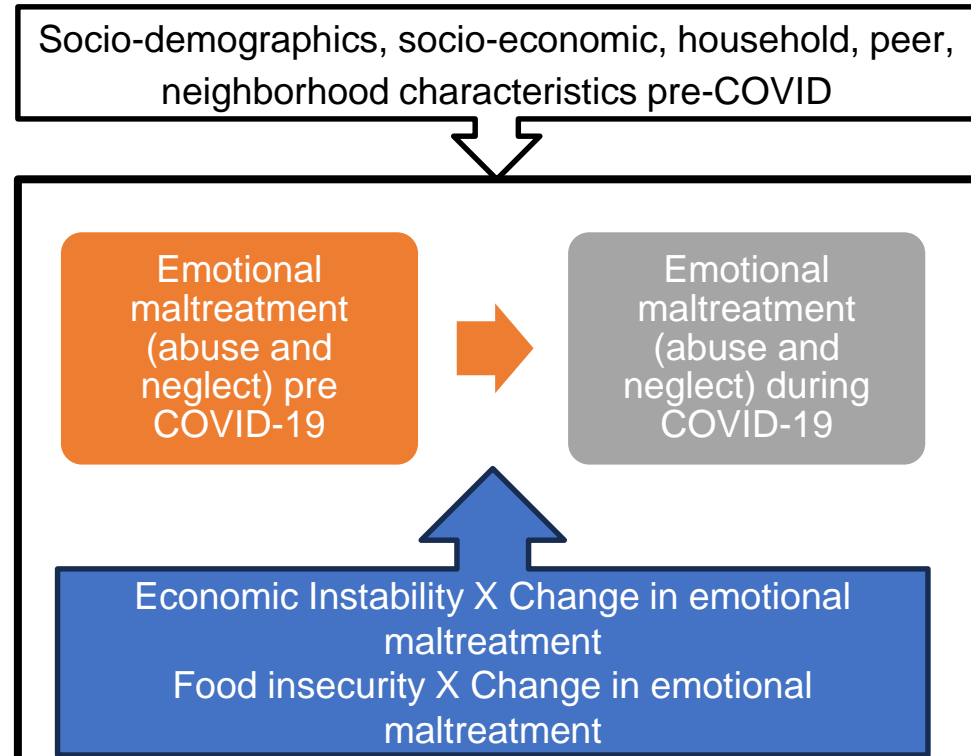 Socio-demographics, socio-economic, household, peer,
neighborhood characteristics pre-COVID
Emotional
maltreatment
(abuse and
neglect) pre
COVID-19
Emotional
maltreatment
(abuse and
neglect) during
COVID-19
Economic Instability X Change in emotional
maltreatment
Food insecurity X Change in emotional
maltreatment